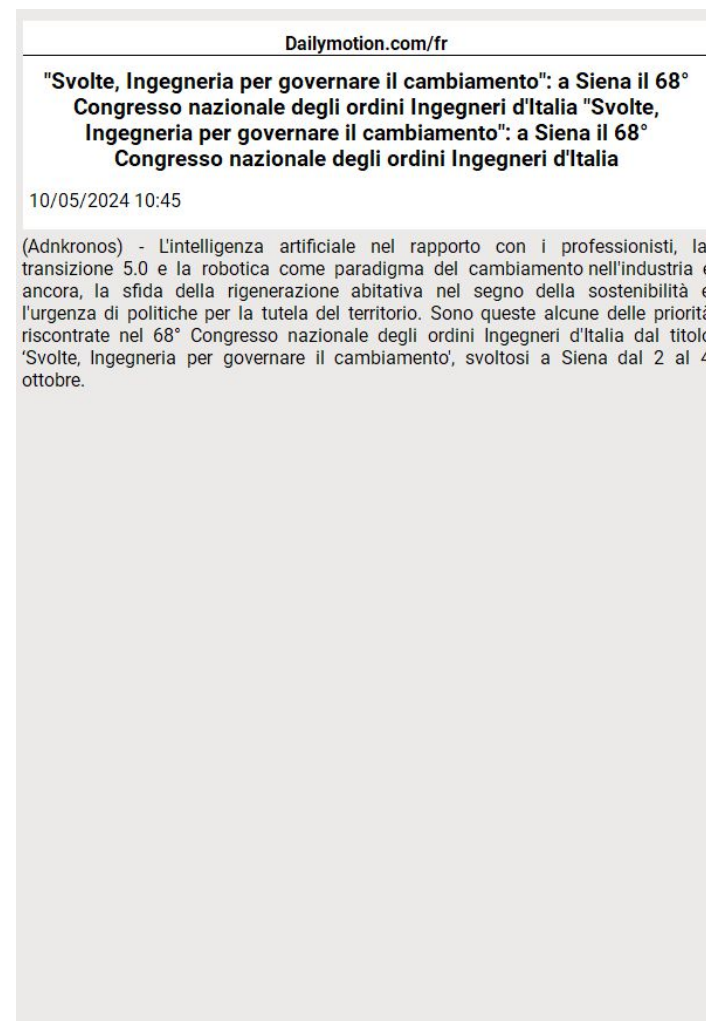 Dailymotion.com/fr
"Svolte, Ingegneria per governare il cambiamento": a Siena il 68°
Congresso nazionale degli ordini Ingegneri d'Italia "Svolte,
Ingegneria per governare il cambiamento": a Siena il 68°
Congresso nazionale degli ordini Ingegneri d'Italia
10/05/2024 10:45
(Adnkronos) - L'intelligenza artificiale nel rapporto con i professionisti, la
transizione 5.0 e la robotica come paradigma del cambiamento nell'industria e
ancora, la sfida della rigenerazione abitativa nel segno della sostenibilità e
l'urgenza di politiche per la tutela del territorio. Sono queste alcune delle priorità
riscontrate nel 68° Congresso nazionale degli ordini Ingegneri d'Italia dal titolo
‘Svolte, Ingegneria per governare il cambiamento', svoltosi a Siena dal 2 al 4
ottobre.